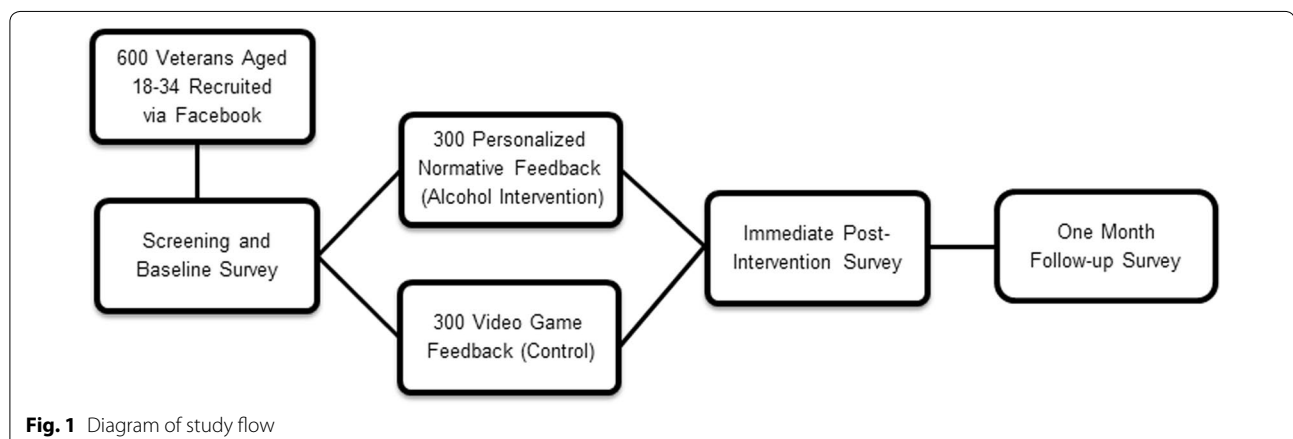 600 Veterans Aged
18-34 Recruited
via Facebook
Screening and
Baseline Survey
300 Personalized
Normative Feedback
(Alcohol Intervention)
300 Video Game
Feedback (Control)
Immediate Post-
Intervention Survey
One Month
Follow-up Survey
Fig. 1 Diagram of study flow